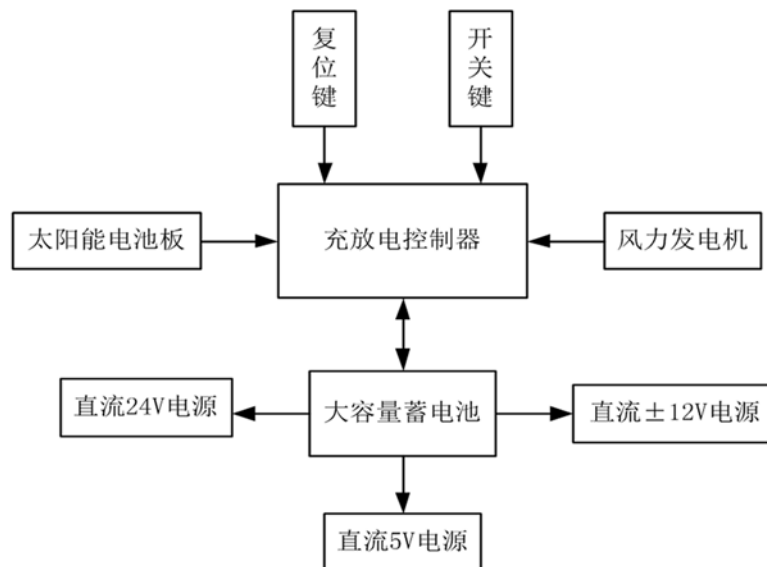 复位键
开关键
太阳能电池板
充放电控制器
风力发电机
直流24V电源
大容量蓄电池
直流±12V电源
直流5V电源